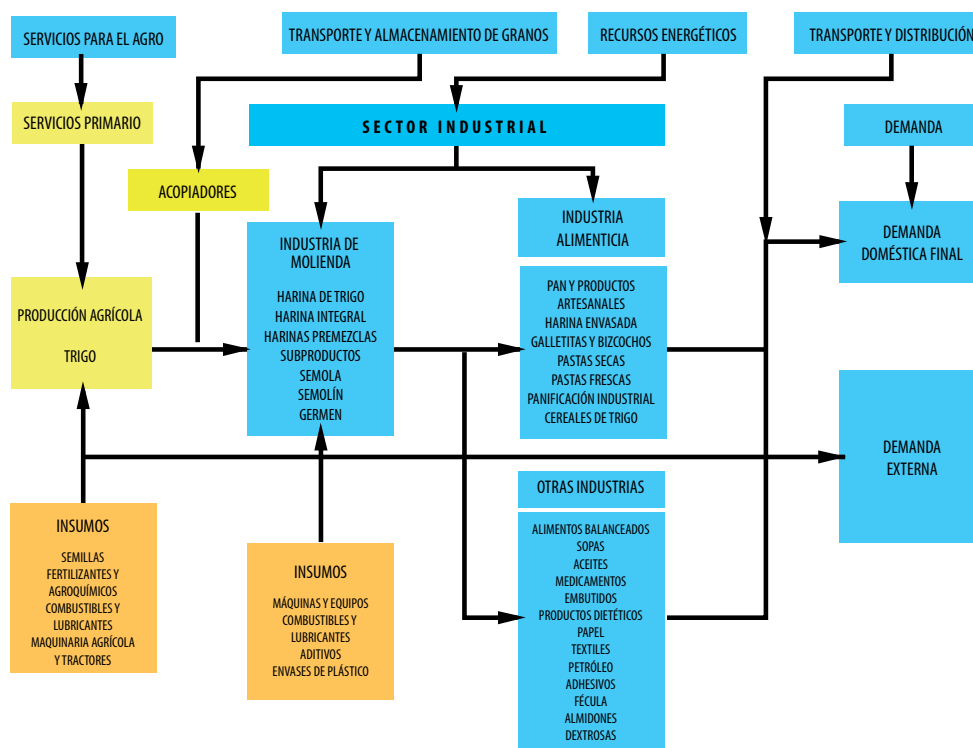 SERVICIOS PARA EL AGRO
TRANSPORTE Y ALMACENAMIENTO DE GRANOS
RECURSOS ENERGÉTICOS
TRANSPORTE Y DISTRIBUCIÓN
SERVICIOS PRIMARIO
SECTOR INDUSTRIAL
DEMANDA
ACOPIADORES
INDUSTRIA DE
MOLIENDA
HARINA DE TRIGO
HARINA INTEGRAL
HARINAS PREMEZCLAS
SUBPRODUCTOS
SEMOLA
SEMOLÍN
GERMEN
INDUSTRIA
ALIMENTICIA
DEMANDA
DOMÉSTICA FINAL
PRODUCCIÓN AGRÍCOLA
TRIGO
PAN Y PRODUCTOS
ARTESANALES
HARINA ENVASADA
GALLETITAS Y BIZCOCHOS
PASTAS SECAS
PASTAS FRESCAS
PANIFICACIÓN INDUSTRIAL
CEREALES DE TRIGO
DEMANDA
EXTERNA
OTRAS INDUSTRIAS
ALIMENTOS BALANCEADOS
SOPAS
ACEITES
MEDICAMENTOS
EMBUTIDOS
PRODUCTOS DIETÉTICOS
PAPEL
TEXTILES
PETRÓLEO
ADHESIVOS
FÉCULA
ALMIDONES
DEXTROSAS
INSUMOS
SEMILLAS
FERTILIZANTES Y
AGROQUÍMICOS
COMBUSTIBLES Y
LUBRICANTES
MAQUINARIA AGRÍCOLA
Y TRACTORES
INSUMOS
MÁQUINAS Y EQUIPOS
COMBUSTIBLES Y
LUBRICANTES
ADITIVOS
ENVASES DE PLÁSTICO